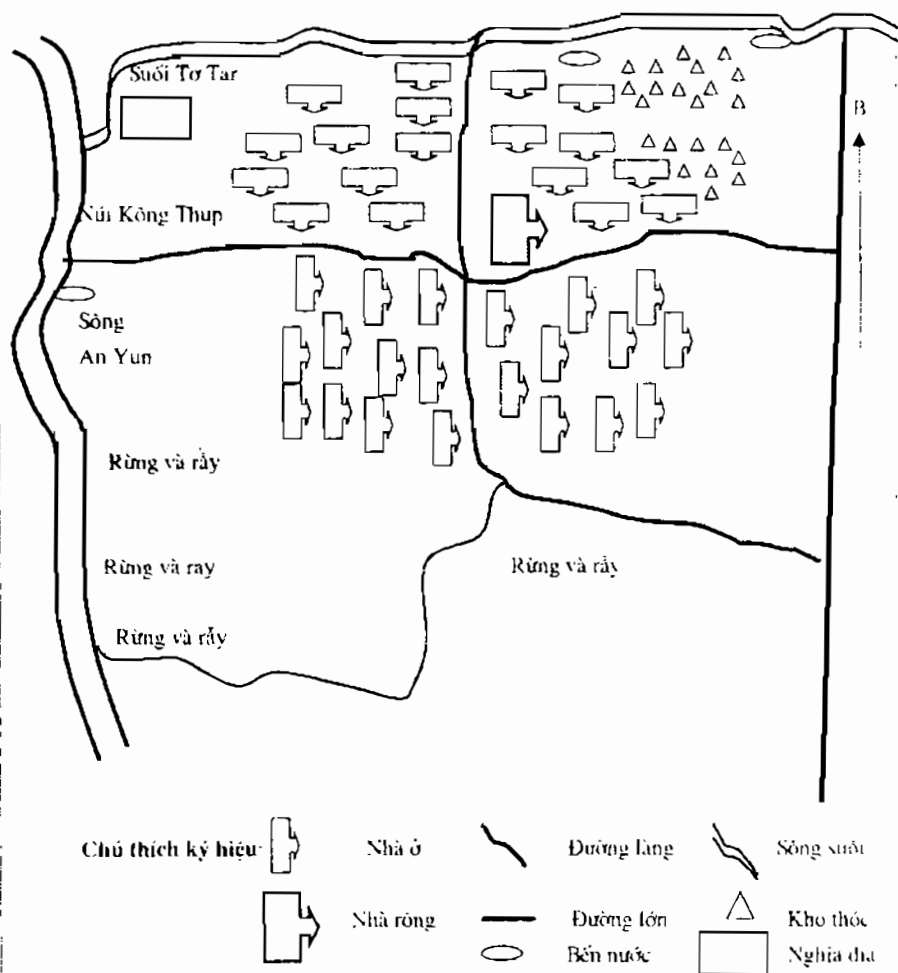 Suối Tơ Tar
B
Núi Kông Thup
Sông
An Yun
Rừng và rẫy
Rừng và ray
Rừng và rẫy
Rừng và rẫy
Chú thích ký hiệu
Nhà ở
Đường làng
Sông suối
Nhà rông
Đường lớn
Kho thóc
Bến nước
Nghĩa địa